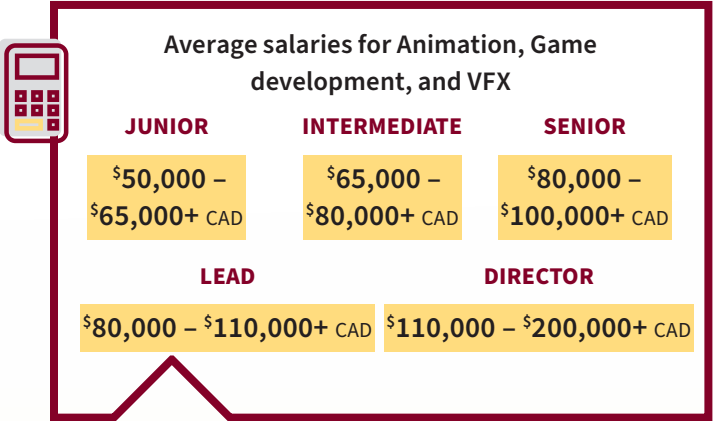 Average salaries for Animation, Game
development, and VFX
JUNIOR
$50,000 –
$65,000+ CAD
INTERMEDIATE
$65,000 –
$80,000+ CAD
SENIOR
$80,000 –
$100,000+ CAD
LEAD
$80,000 – $110,000+ CAD
DIRECTOR
$110,000 – $200,000+ CAD